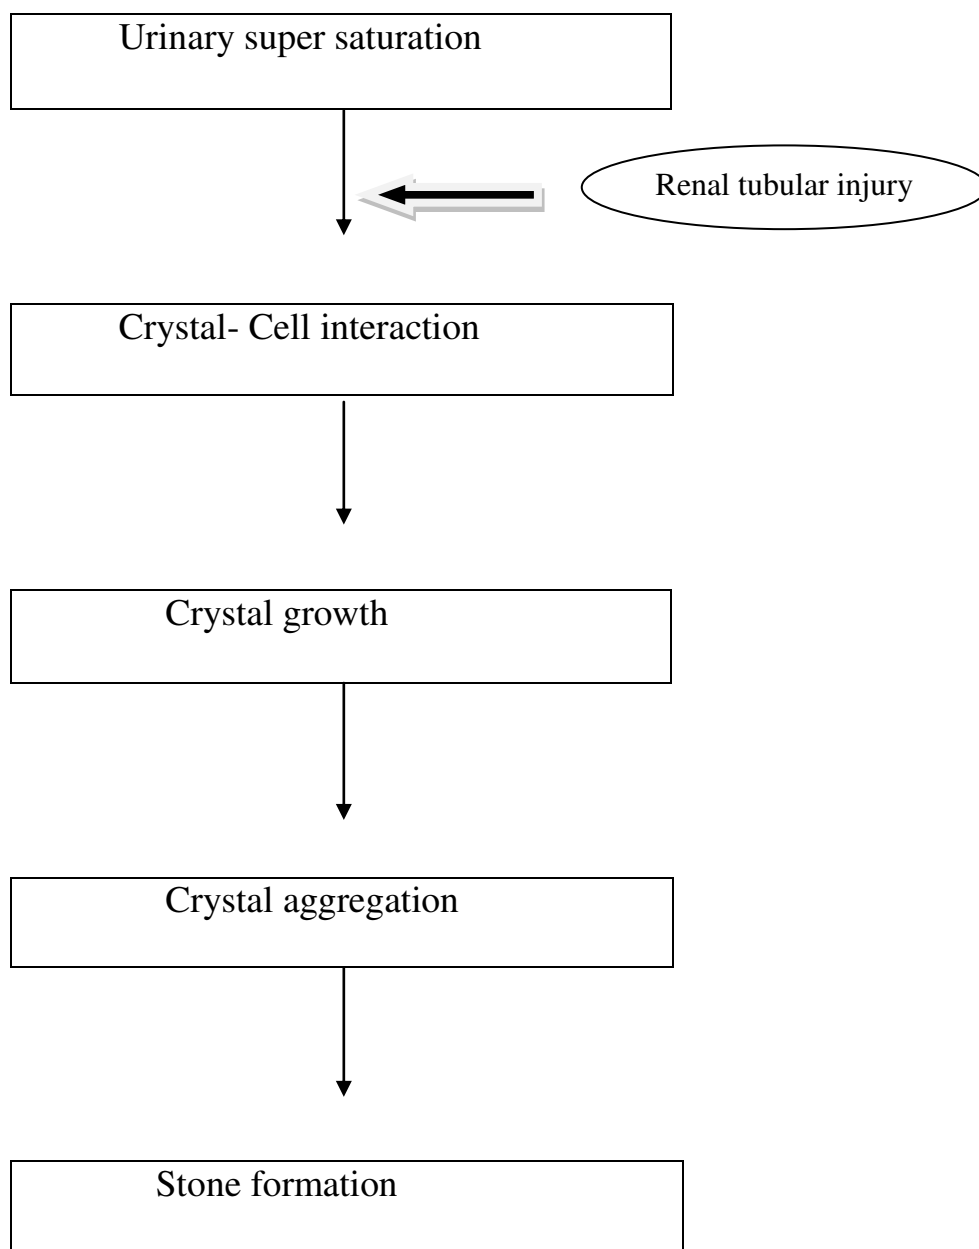 Urinary super saturation
Renal tubular injury
Crystal- Cell interaction
Crystal growth
Crystal aggregation
Stone formation